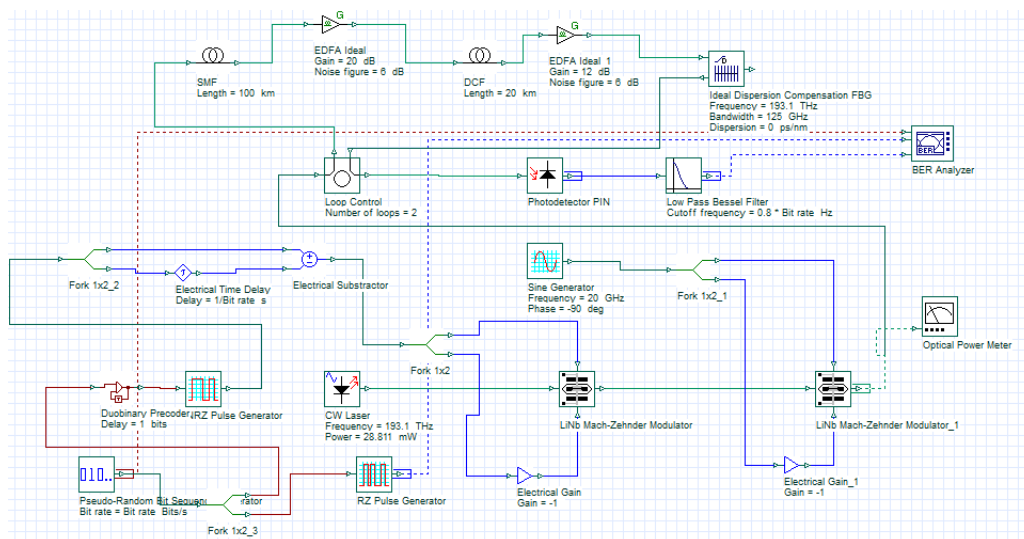 G
EDFA Ideal
Gain = 20 dB
Noise figure = 6 dB
G
EDFA Ideal 1
Gain = 12 dB
Noise figure = 6 dB
SMF
Length = 100 km
DCF
Length = 20 km
Ideal Dispersion Compensation FBG
Frequency = 193.1 THz
Bandwidth = 125 GHz
Dispersion = 0 ps/nm
BER
BER Analyzer
Loop Control
Number of loops = 2
Photodetector PIN
Low Pass Bessel Filter
Cutoff frequency = 0.8 * Bit rate Hz
Fork 1x2_2
Electrical Time Delay
Delay = 1/Bit rate s
Electrical Substractor
Sine Generator
Frequency = 20 GHz
Phase = -90 deg
Fork 1x2_1
Optical Power Meter
Fork 1x2
Duobinary Precoder
Delay = 1 bits
RZ Pulse Generator
CW Laser
Frequency = 193.1 THz
Power = 28.811 mW
LiNb Mach-Zehnder Modulator
LiNb Mach-Zehnder Modulator_1
Pseudo-Random Bit Sequen rator
Bit rate = Bit rate Bits/s
RZ Pulse Generator
Electrical Gain
Gain = -1
Electrical Gain_1
Gain = -1
Fork 1x2_3